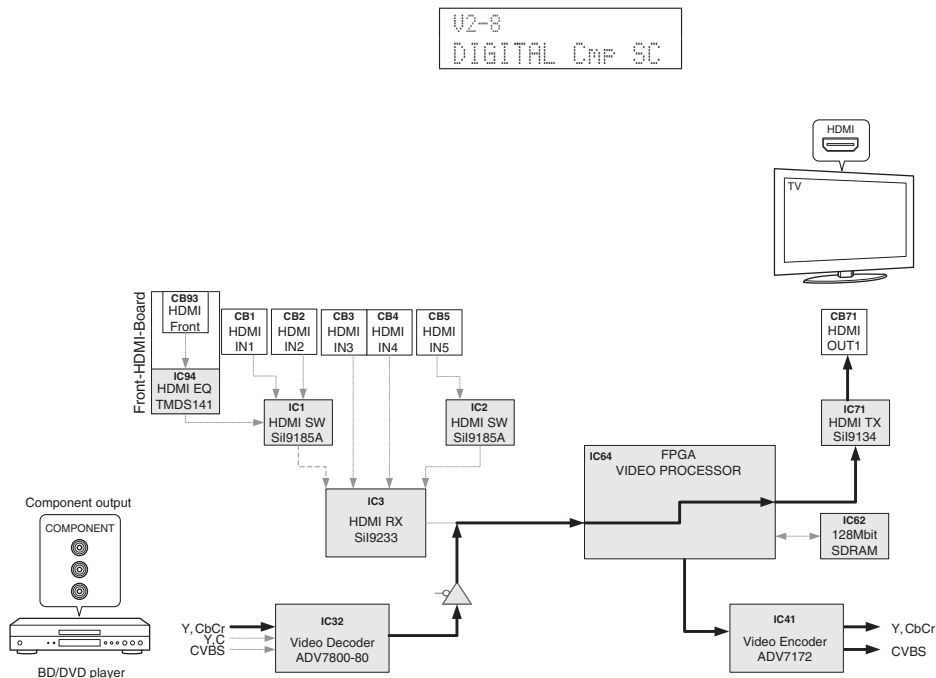 V2-8
DIGITAL Cmp SC
HDMI
TV
Front-HDMI-Board
CB93
HDMI
Front
CB1
HDMI
IN1
CB2
HDMI
IN2
CB3
HDMI
IN3
CB4
HDMI
IN4
CB5
HDMI
IN5
CB71
HDMI
OUT1
IC94
HDMI EQ
TMDS141
IC1
HDMI SW
SiI9185A
IC2
HDMI SW
SiI9185A
IC71
HDMI TX
SiI9134
IC64
FPGA
VIDEO PROCESSOR
IC3
HDMI RX
SiI9233
IC62
128Mbit
SDRAM
Component output
COMPONENT
BD/DVD player
Y, CbCr
Y,C
CVBS
IC32
Video Decoder
ADV7800-80
IC41
Video Encoder
ADV7172
Y, CbCr
CVBS